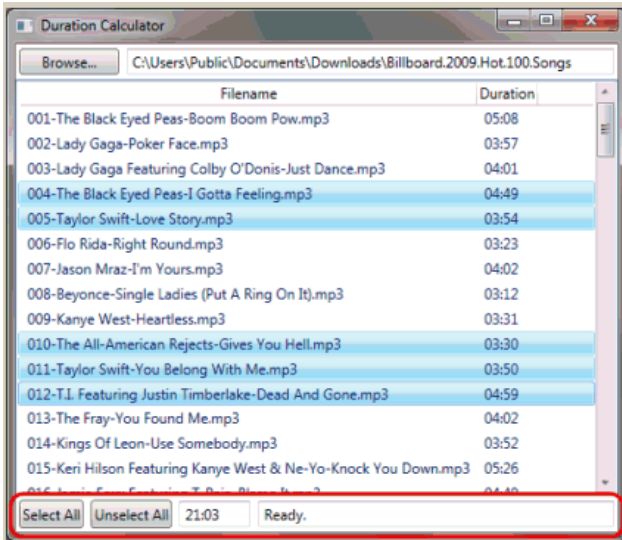 Duration Calculator
Browse... C:\Users\Public\Documents\Downloads\Billboard.2009.Hot.100.Songs
Filename Duration
001-The Black Eyed Peas-Boom Boom Pow.mp3 05:08
002-Lady Gaga-Poker Face.mp3 03:57
003-Lady Gaga Featuring Colby O'Donis-Just Dance.mp3 04:01
004-The Black Eyed Peas-I Gotta Feeling.mp3 04:49
005-Taylor Swift-Love Story.mp3 03:54
006-Flo Rida-Right Round.mp3 03:23
007-Jason Mraz-I'm Yours.mp3 04:02
008-Beyonce-Single Ladies (Put A Ring On It).mp3 03:12
009-Kanye West-Heartless.mp3 03:31
010-The All-American Rejects-Gives You Hell.mp3 03:30
011-Taylor Swift-You Belong With Me.mp3 03:50
012-T.I. Featuring Justin Timberlake-Dead And Gone.mp3 04:59
013-The Fray-You Found Me.mp3 04:02
014-Kings Of Leon-Use Somebody.mp3 03:52
015-Keri Hilson Featuring Kanye West & Ne-Yo-Knock You Down.mp3 05:26
Select All Unselect All 21:03 Ready.